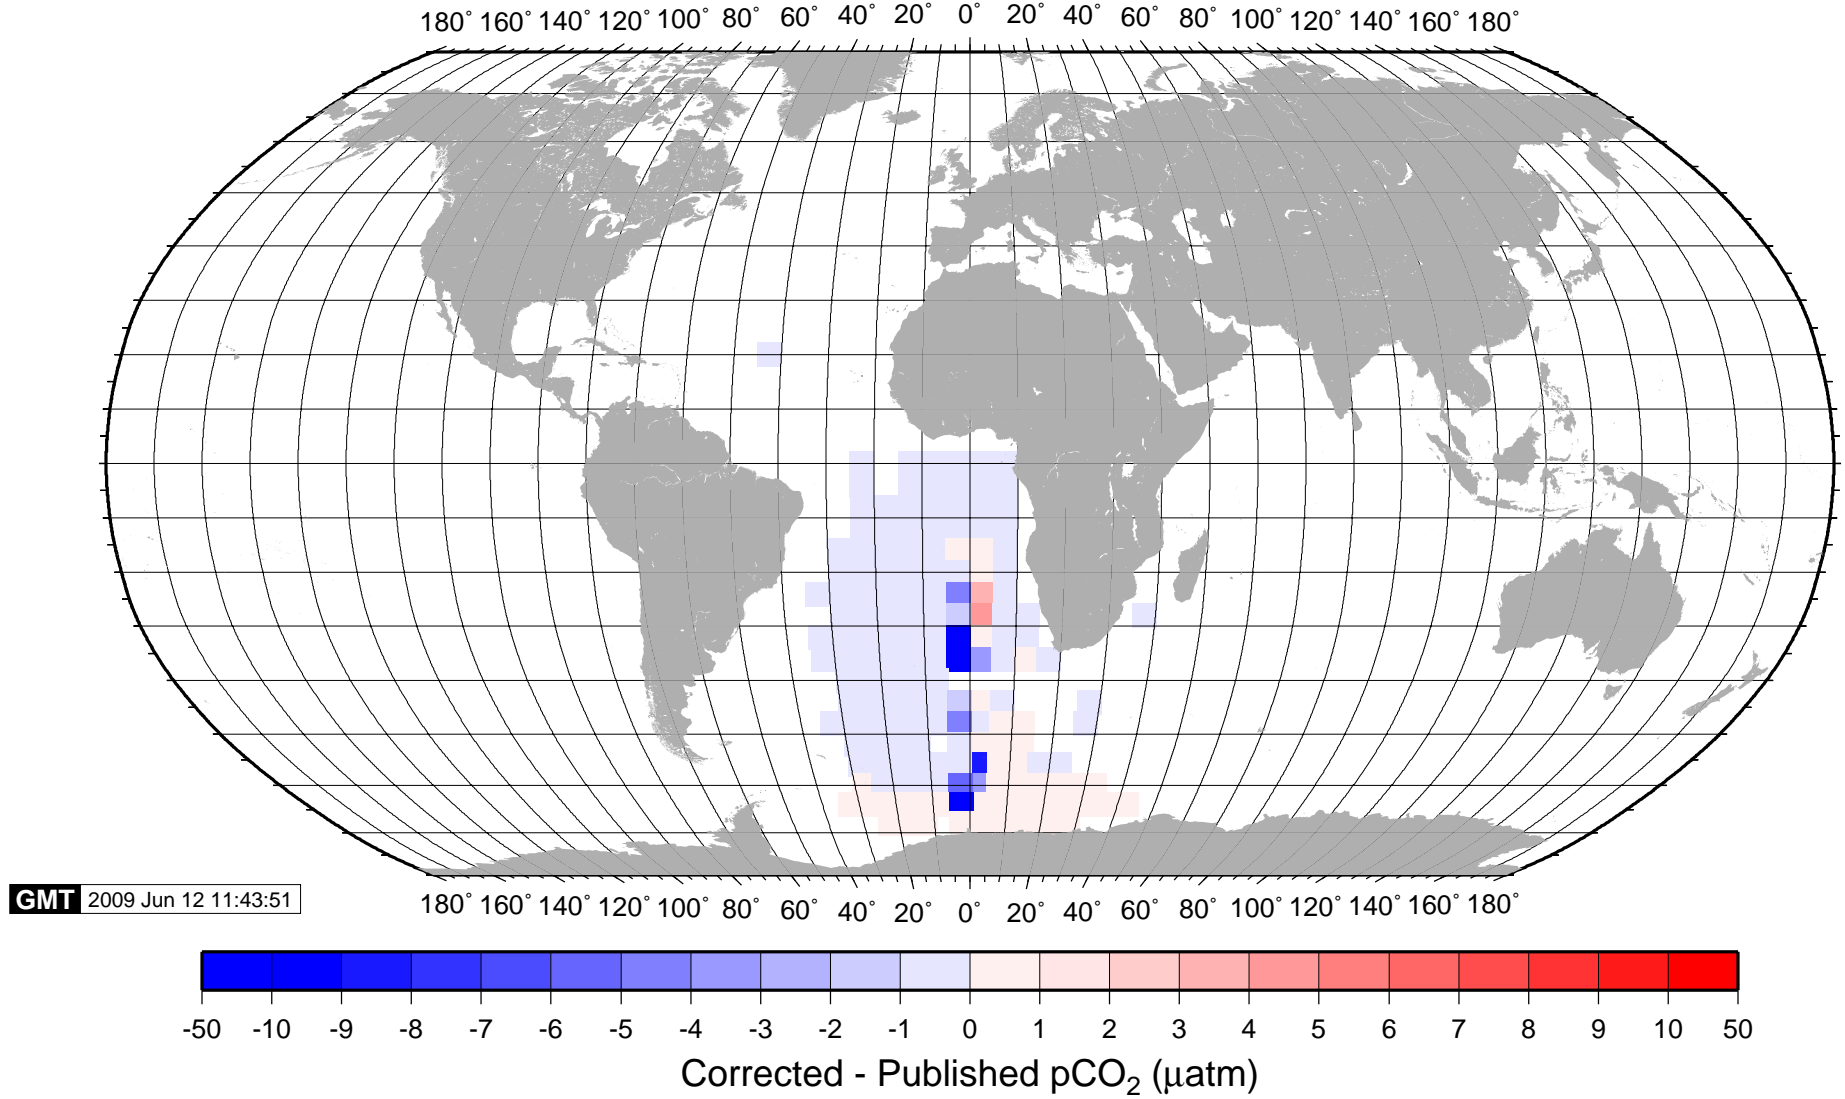 180° 160° 140° 120° 100° 80° 60° 40° 20° 0° 20° 40° 60° 80° 100° 120° 140° 160° 180°
GMT 2009 Jun 12 11:43:51
180° 160° 140° 120° 100° 80° 60° 40° 20° 0° 20° 40° 60° 80° 100° 120° 140° 160° 180°
-50 -10 -9 -8 -7 -6 -5 -4 -3 -2 -1 0 1 2 3 4 5 6 7 8 9 10 50
Corrected - Published pCO₂ (μatm)